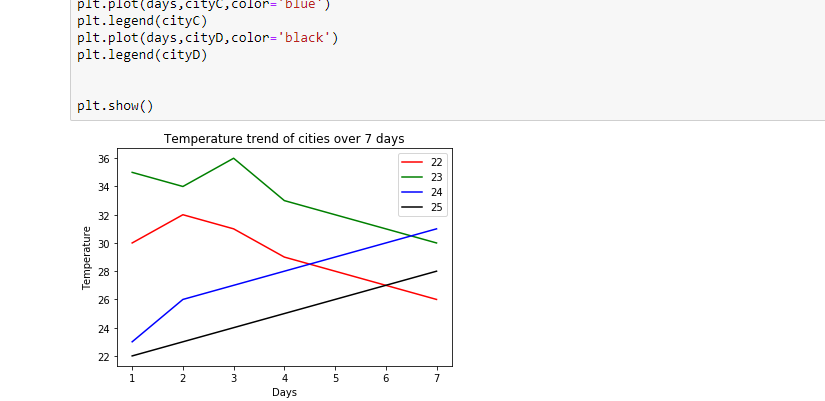 plt.plot(days,cityC,color='blue')
plt.legend(cityC)
plt.plot(days,cityD,color='black')
plt.legend(cityD)
plt.show()
Temperature trend of cities over 7 days
36
34
32
30
28
26
24
22
Temperature
22
23
24
25
1 2 3 4 5 6 7
Days